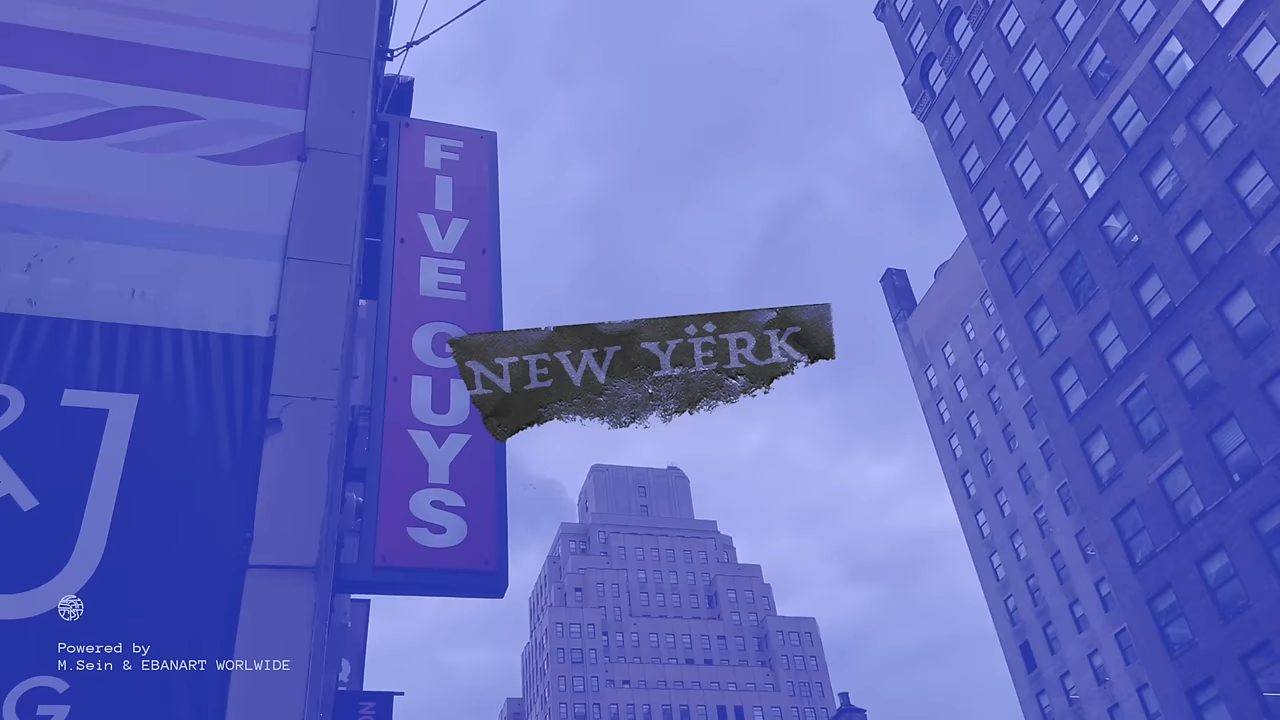 FIVE GUYS
NEW YËRK
&J
Powered by
M.Sein & EBANART WORLWIDE
G